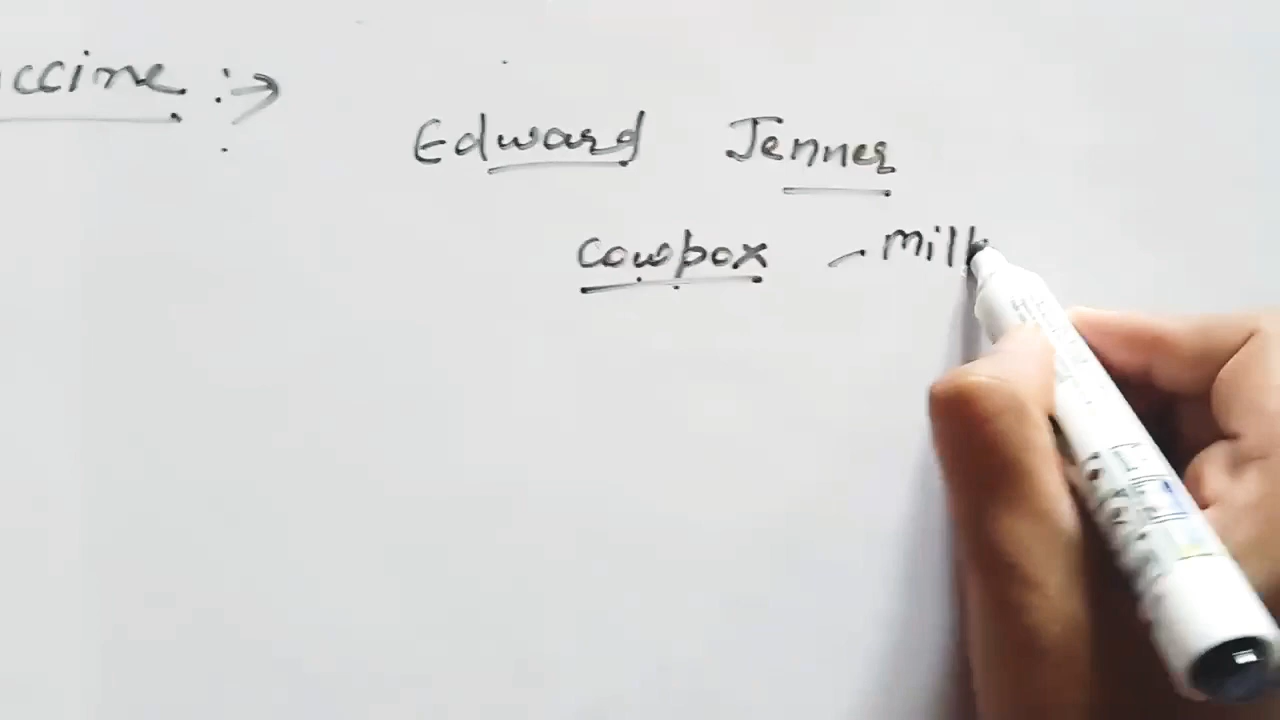 ccine :→
Edward Jenner
Cowpox - Milk